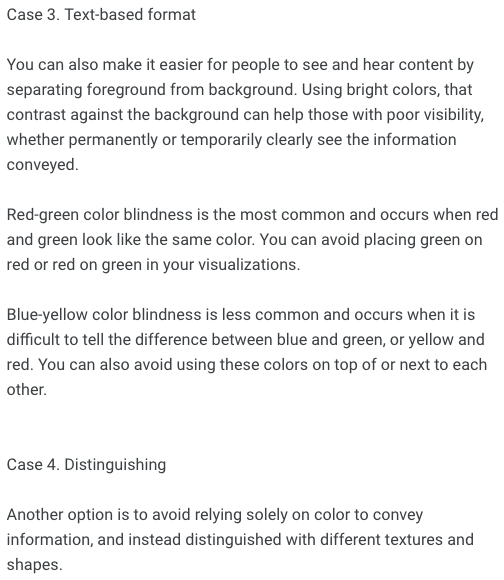 Case 3. Text-based format
You can also make it easier for people to see and hear content by
separating foreground from background. Using bright colors, that
contrast against the background can help those with poor visibility,
whether permanently or temporarily clearly see the information
conveyed.
Red-green color blindness is the most common and occurs when red
and green look like the same color. You can avoid placing green on
red or red on green in your visualizations.
Blue-yellow color blindness is less common and occurs when it is
difficult to tell the difference between blue and green, or yellow and
red. You can also avoid using these colors on top of or next to each
other.
Case 4. Distinguishing
Another option is to avoid relying solely on color to convey
information, and instead distinguished with different textures and
shapes.